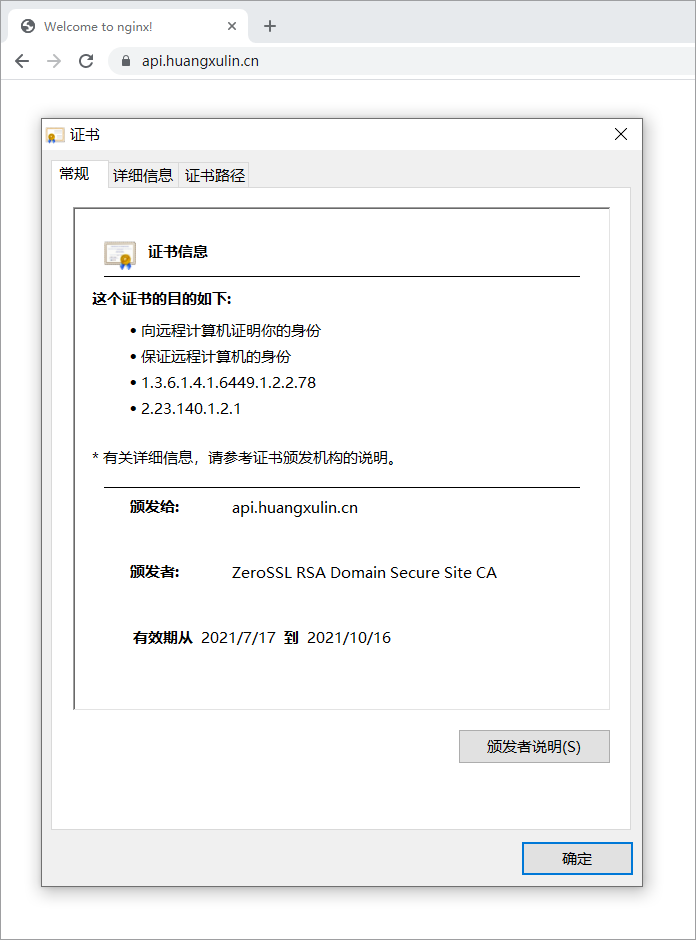 Welcome to nginx!
api.huangxulin.cn
证书
常规 详细信息 证书路径
证书信息
这个证书的目的如下:
• 向远程计算机证明你的身份
• 保证远程计算机的身份
• 1.3.6.1.4.1.6449.1.2.2.78
• 2.23.140.1.2.1
* 有关详细信息，请参考证书颁发机构的说明。
颁发给: api.huangxulin.cn
颁发者: ZeroSSL RSA Domain Secure Site CA
有效期从 2021/7/17 到 2021/10/16
颁发者说明(S)
确定